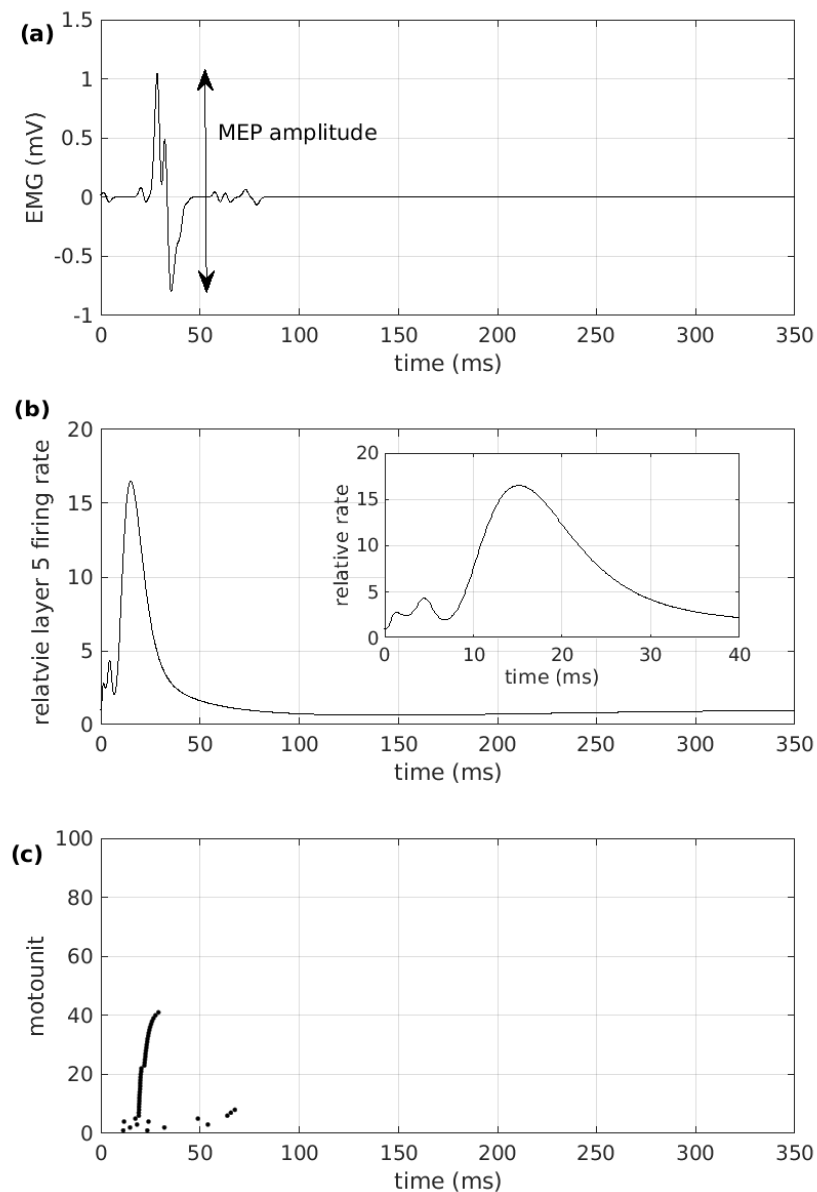 (a)
1.5
1
0.5
0
-0.5
-1
EMG (mV)
MEP amplitude
0 50 100 150 200 250 300 350
time (ms)
(b)
20
15
10
5
0
relatvie layer 5 firing rate
20
15
10
5
0
relative rate
0 10 20 30 40
time (ms)
0 50 100 150 200 250 300 350
time (ms)
(c)
100
80
60
40
20
0
motounit
0 50 100 150 200 250 300 350
time (ms)